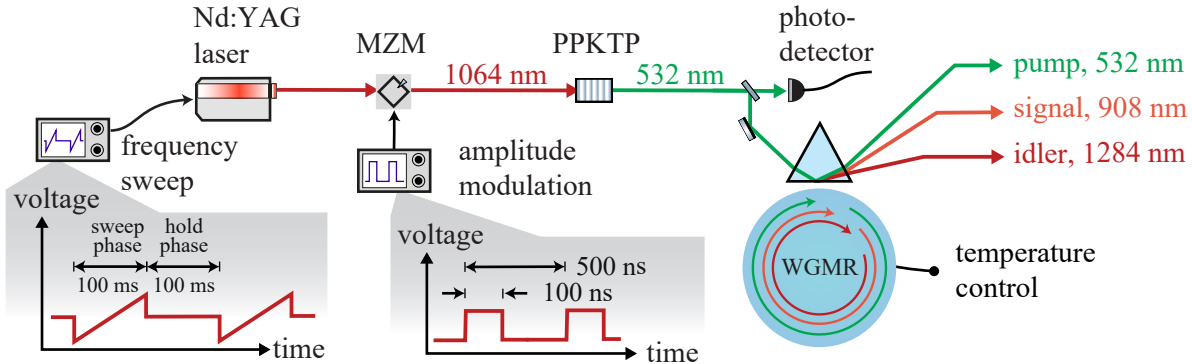 Nd:YAG
laser
MZM
1064 nm
PPKTP
532 nm
photo-
detector
pump, 532 nm
signal, 908 nm
idler, 1284 nm
frequency
sweep
amplitude
modulation
voltage
sweep
phase
hold
phase
100 ms
100 ms
time
voltage
500 ns
100 ns
time
WGMR
temperature
control